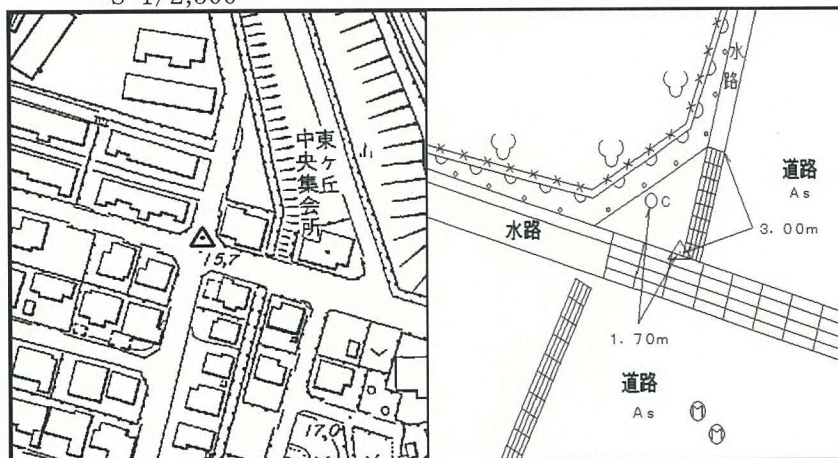 S 1/2,500
東ヶ丘
中央集会所
15.7
17.0
水路
道路
As
C
水路
3.00m
1.70m
道路
As
M
M